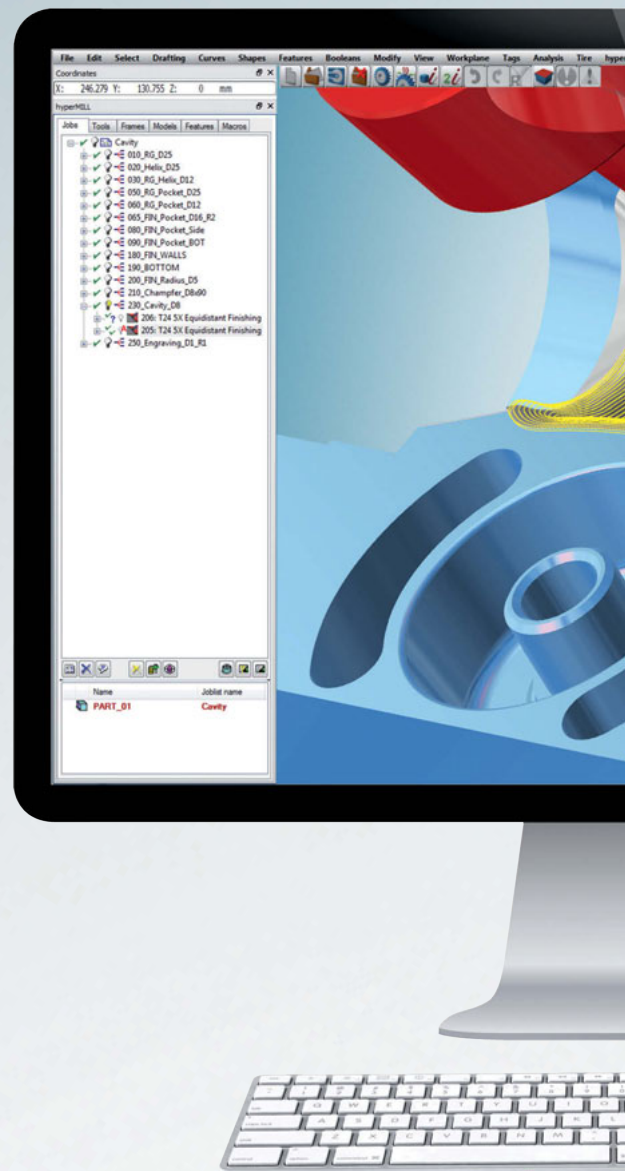 File Edit Select Drafting Curves Shapes Features Booleans Modify View Workplane Tags Analysis Tire hyper
Coordinates
X: 246.279 Y: 130.755 Z: 0 mm
hyperMILL
Jobs Tools Frames Models Features Macros
Cavity
010_RG_D25
020_Helix_D25
030_RG_Helix_D12
050_RG_Pocket_D25
060_RG_Pocket_D12
065_FIN_Pocket_D16_R2
080_FIN_Pocket_Side
090_FIN_Pocket_BOT
180_FIN_WALLS
190_BOTTOM
200_FIN_Radius_D5
210_Champfer_D8x90
230_Cavity_D8
206: T24 5X Equidistant Finishing
205: T24 5X Equidistant Finishing
250_Engraving_D1_R1
Name Joblist name
PART_01 Cavity
Q W E R T Y U I O
A S D F G H J K L
Z X C V B N M